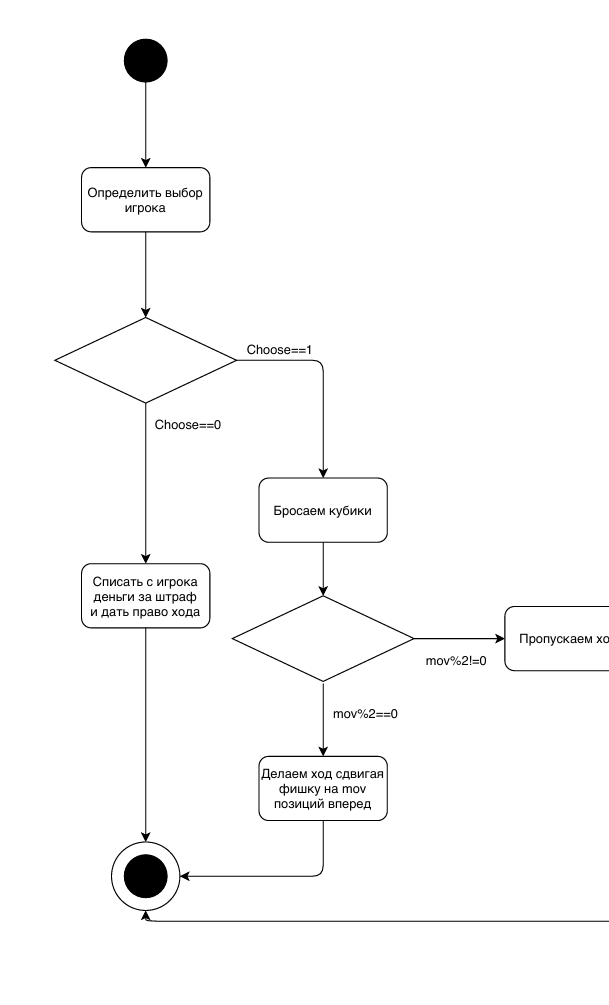 Определить выбор
игрока
Choose==1
Choose==0
Бросаем кубики
Списать с игрока
деньги за штраф
и дать право хода
Пропускаем хо
mov%2!=0
mov%2==0
Делаем ход сдвигая
фишку на mov
позиций вперед